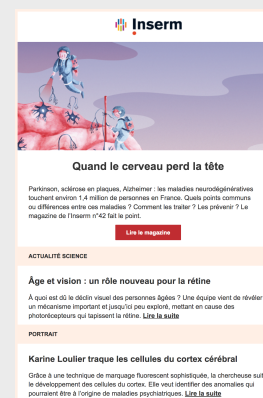 Inserm
Quand le cerveau perd la tête
Parkinson, sclérose en plaques, Alzheimer : les maladies neurodégénératives
touchent environ 1,4 million de personnes en France. Quels points communs
ou différences entre ces maladies ? Comment les traiter ? Les prévenir ? Le
magazine de l'Inserm n°42 fait le point.
Lire le magazine
ACTUALITÉ SCIENCE
Âge et vision : un rôle nouveau pour la rétine
À quoi est dû le déclin visuel des personnes âgées ? Une équipe vient de révéler
un mécanisme important et jusqu'ici peu exploré, mettant en cause des
photorécepteurs qui tapissent la rétine. Lire la suite
PORTRAIT
Karine Loulier traque les cellules du cortex cérébral
Grâce à une technique de marquage fluorescent sophistiquée, la chercheuse suit
le développement des cellules du cortex. Elle veut identifier des anomalies qui
pourraient être à l'origine de maladies psychiatriques. Lire la suite